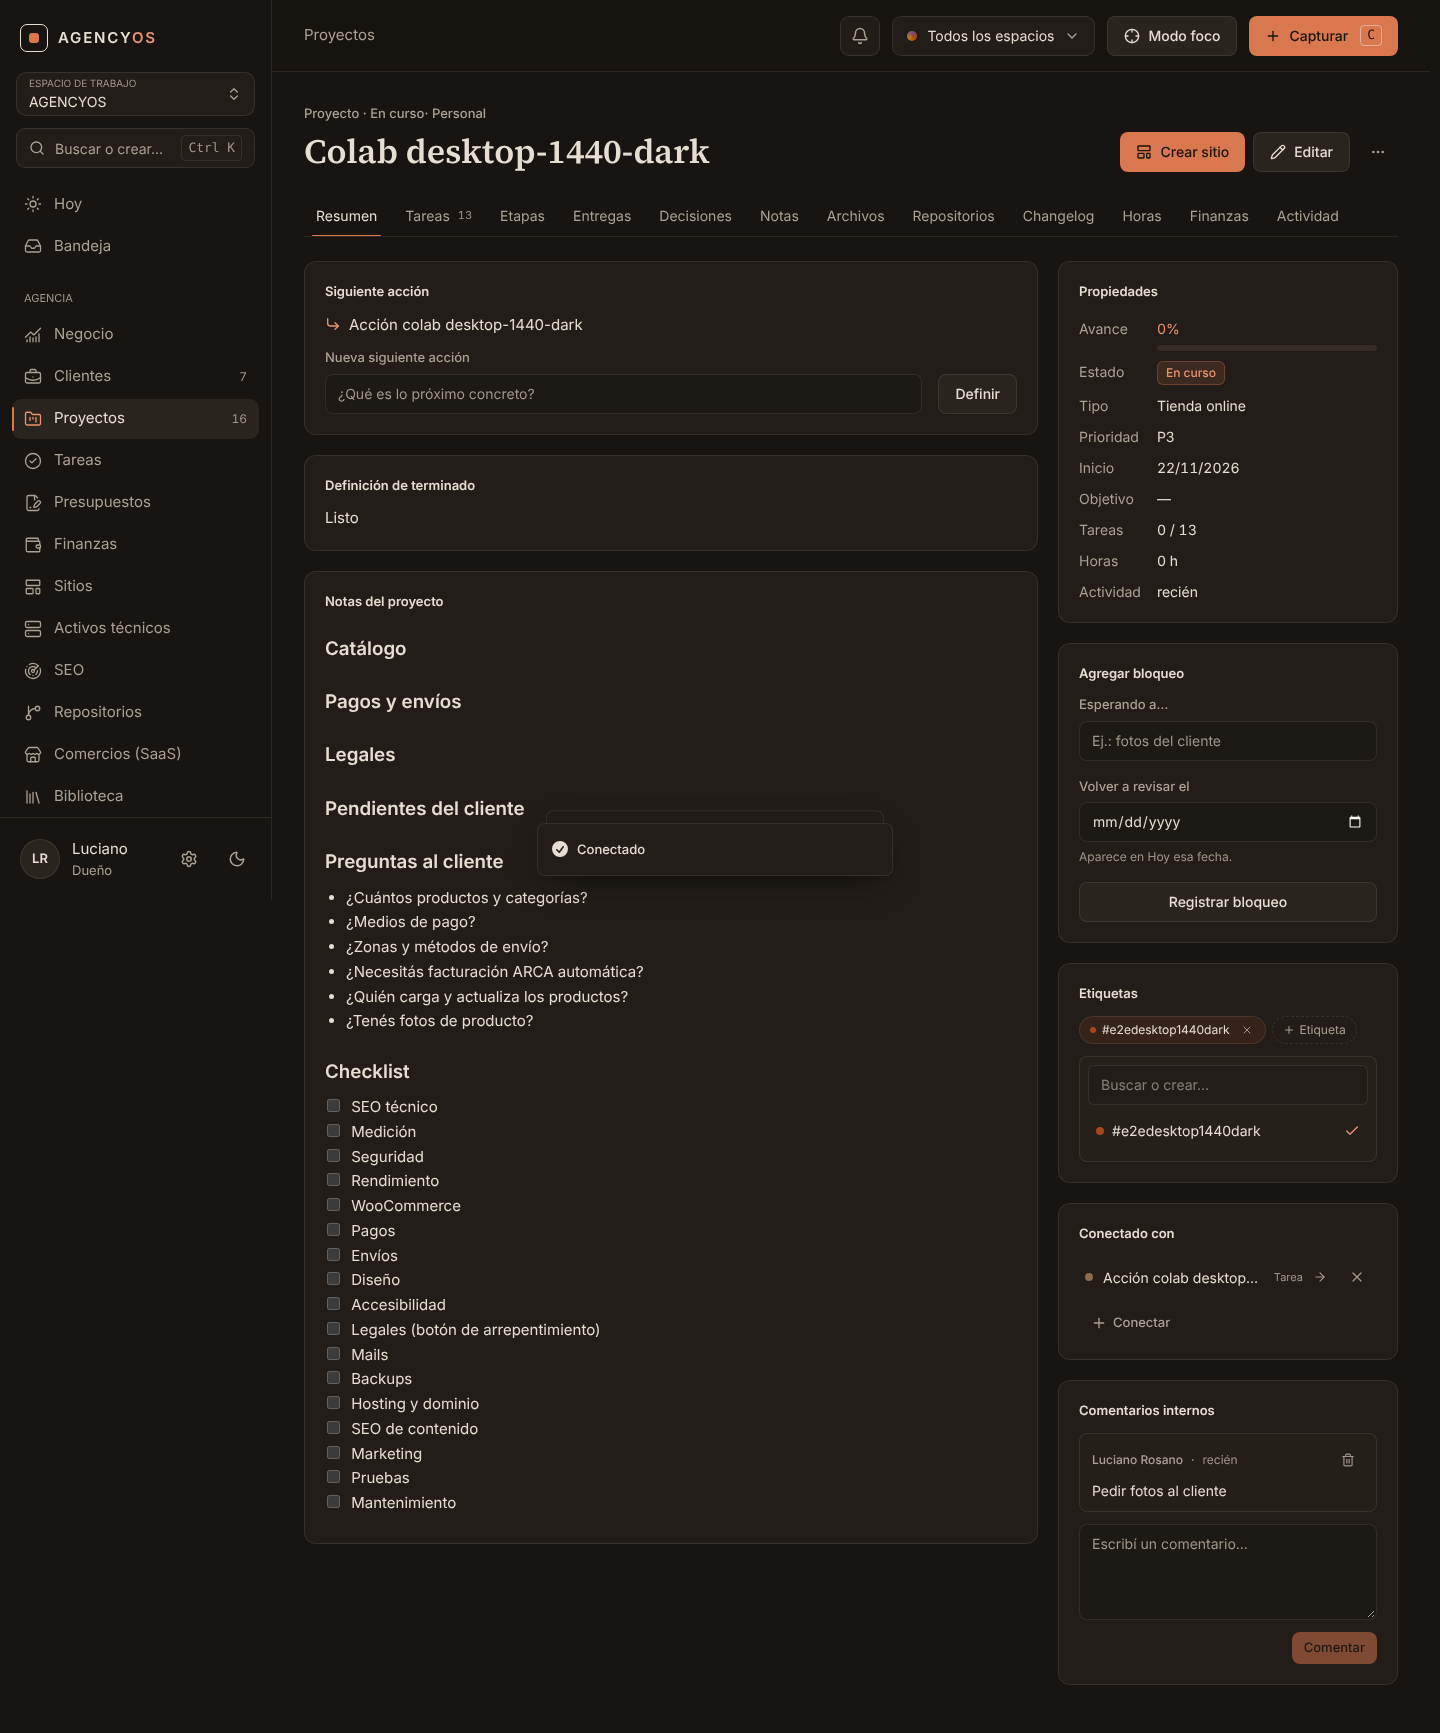 AGENCYOS
ESPACIO DE TRABAJO
AGENCYOS
Buscar o crear... Ctrl K
Hoy
Bandeja
AGENCIA
Negocio
Clientes 7
Proyectos 16
Tareas
Presupuestos
Finanzas
Sitios
Activos técnicos
SEO
Repositorios
Comercios (SaaS)
Biblioteca
LR
Luciano
Dueño
Proyectos
Todos los espacios
Modo foco
Capturar C
Proyecto · En curso· Personal
Colab desktop-1440-dark
Crear sitio
Editar
Resumen Tareas 13 Etapas Entregas Decisiones Notas Archivos Repositorios Changelog Horas Finanzas Actividad
Siguiente acción
Acción colab desktop-1440-dark
Nueva siguiente acción
¿Qué es lo próximo concreto?
Definir
Definición de terminado
Listo
Notas del proyecto
Catálogo
Pagos y envíos
Legales
Pendientes del cliente
Conectado
Preguntas al cliente
• ¿Cuántos productos y categorías?
• ¿Medios de pago?
• ¿Zonas y métodos de envío?
• ¿Necesitás facturación ARCA automática?
• ¿Quién carga y actualiza los productos?
• ¿Tenés fotos de producto?
Checklist
SEO técnico
Medición
Seguridad
Rendimiento
WooCommerce
Pagos
Envíos
Diseño
Accesibilidad
Legales (botón de arrepentimiento)
Mails
Backups
Hosting y dominio
SEO de contenido
Marketing
Pruebas
Mantenimiento
Propiedades
Avance 0%
Estado En curso
Tipo Tienda online
Prioridad P3
Inicio 22/11/2026
Objetivo —
Tareas 0 / 13
Horas 0 h
Actividad recién
Agregar bloqueo
Esperando a...
Ej.: fotos del cliente
Volver a revisar el
mm/dd/yyyy
Aparece en Hoy esa fecha.
Registrar bloqueo
Etiquetas
#e2edesktop1440dark
+ Etiqueta
Buscar o crear...
#e2edesktop1440dark
Conectado con
Acción colab desktop... Tarea
+ Conectar
Comentarios internos
Luciano Rosano · recién
Pedir fotos al cliente
Escribí un comentario...
Comentar